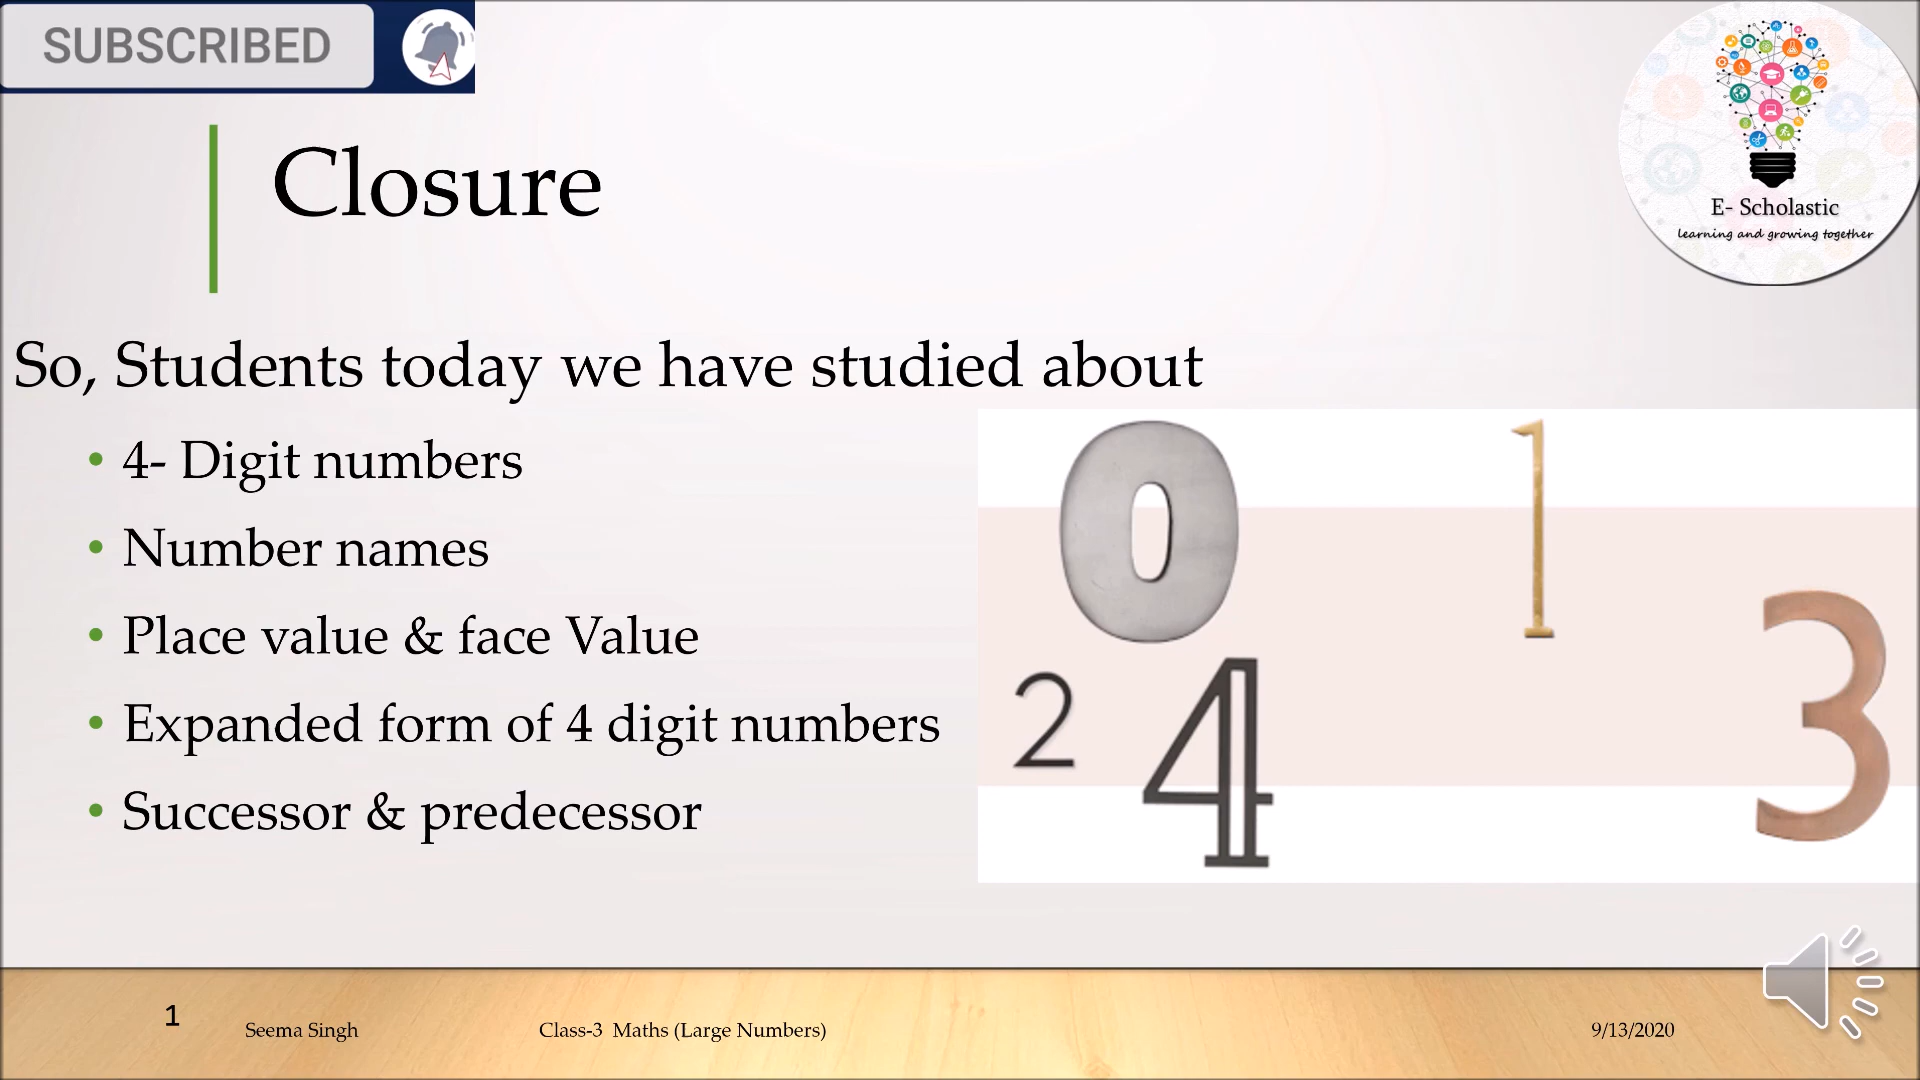 SUBSCRIBED
E- Scholastic
learning and growing together
Closure
So, Students today we have studied about
• 4- Digit numbers
• Number names
• Place value & face Value
• Expanded form of 4 digit numbers
• Successor & predecessor
0 1
3
2 4
1 Seema Singh Class-3 Maths (Large Numbers) 9/13/2020